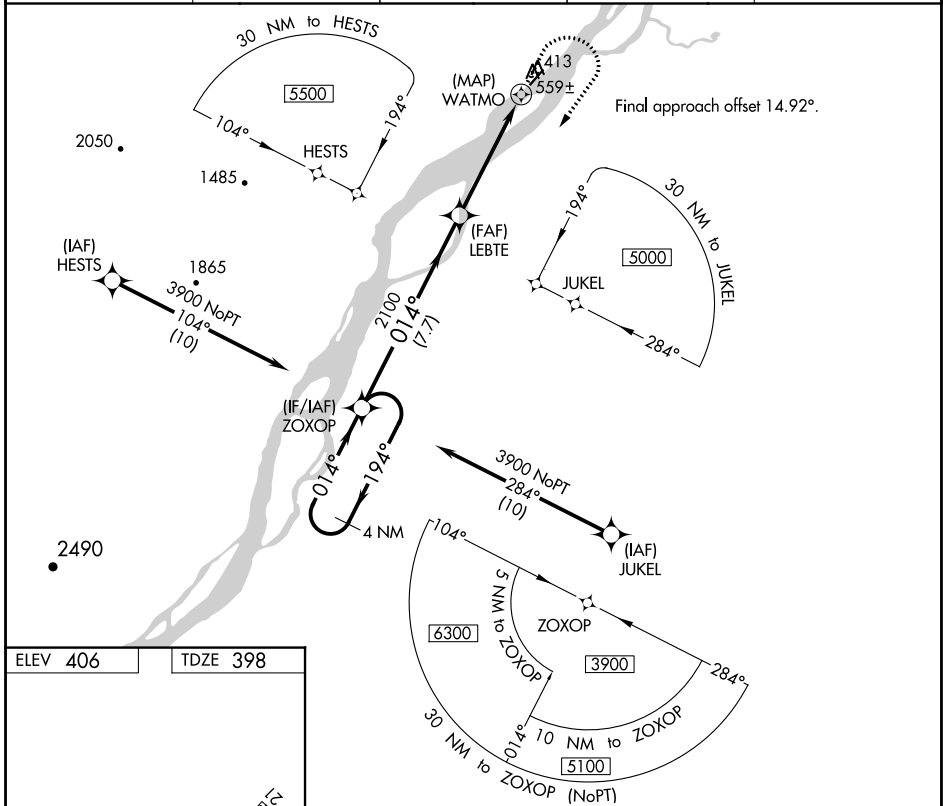 30 NM to HESTS
5500
104°
194°
HESTS
(MAP)
WATMO
413
559±
Final approach offset 14.92°.
2050
1485
(FAF)
LEBTE
194°
30 NM to JUKEL
5000
JUKEL
284°
(IAF)
HESTS
1865
3900 NoPT
104°
(10)
2100
014°
(7.7)
(IF/IAF)
ZOXOP
014°
194°
4 NM
3900 NoPT
284°
(10)
(IAF)
JUKEL
2490
104°
5 NM to ZOXOP
ZOXOP
6300
3900
284°
014°
10 NM to ZOXOP
5100
30 NM to ZOXOP (NoPT)
ELEV 406
TDZE 398
21